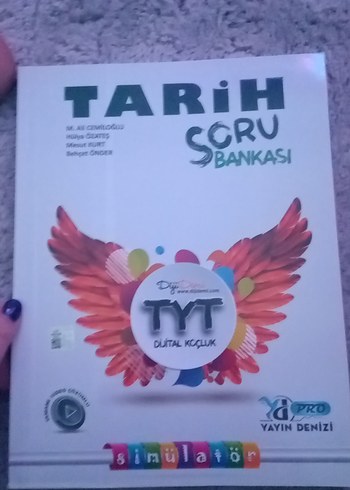 TARİH
M. Ali CEMİLOĞLU
Hülya ÖZATEŞ
Mesut KURT
Behçet ÖNDER
SORU
BANKASI
TYT
DİJİTAL KOÇLUK
PRO
YAYIN DENİZİ
simülatör